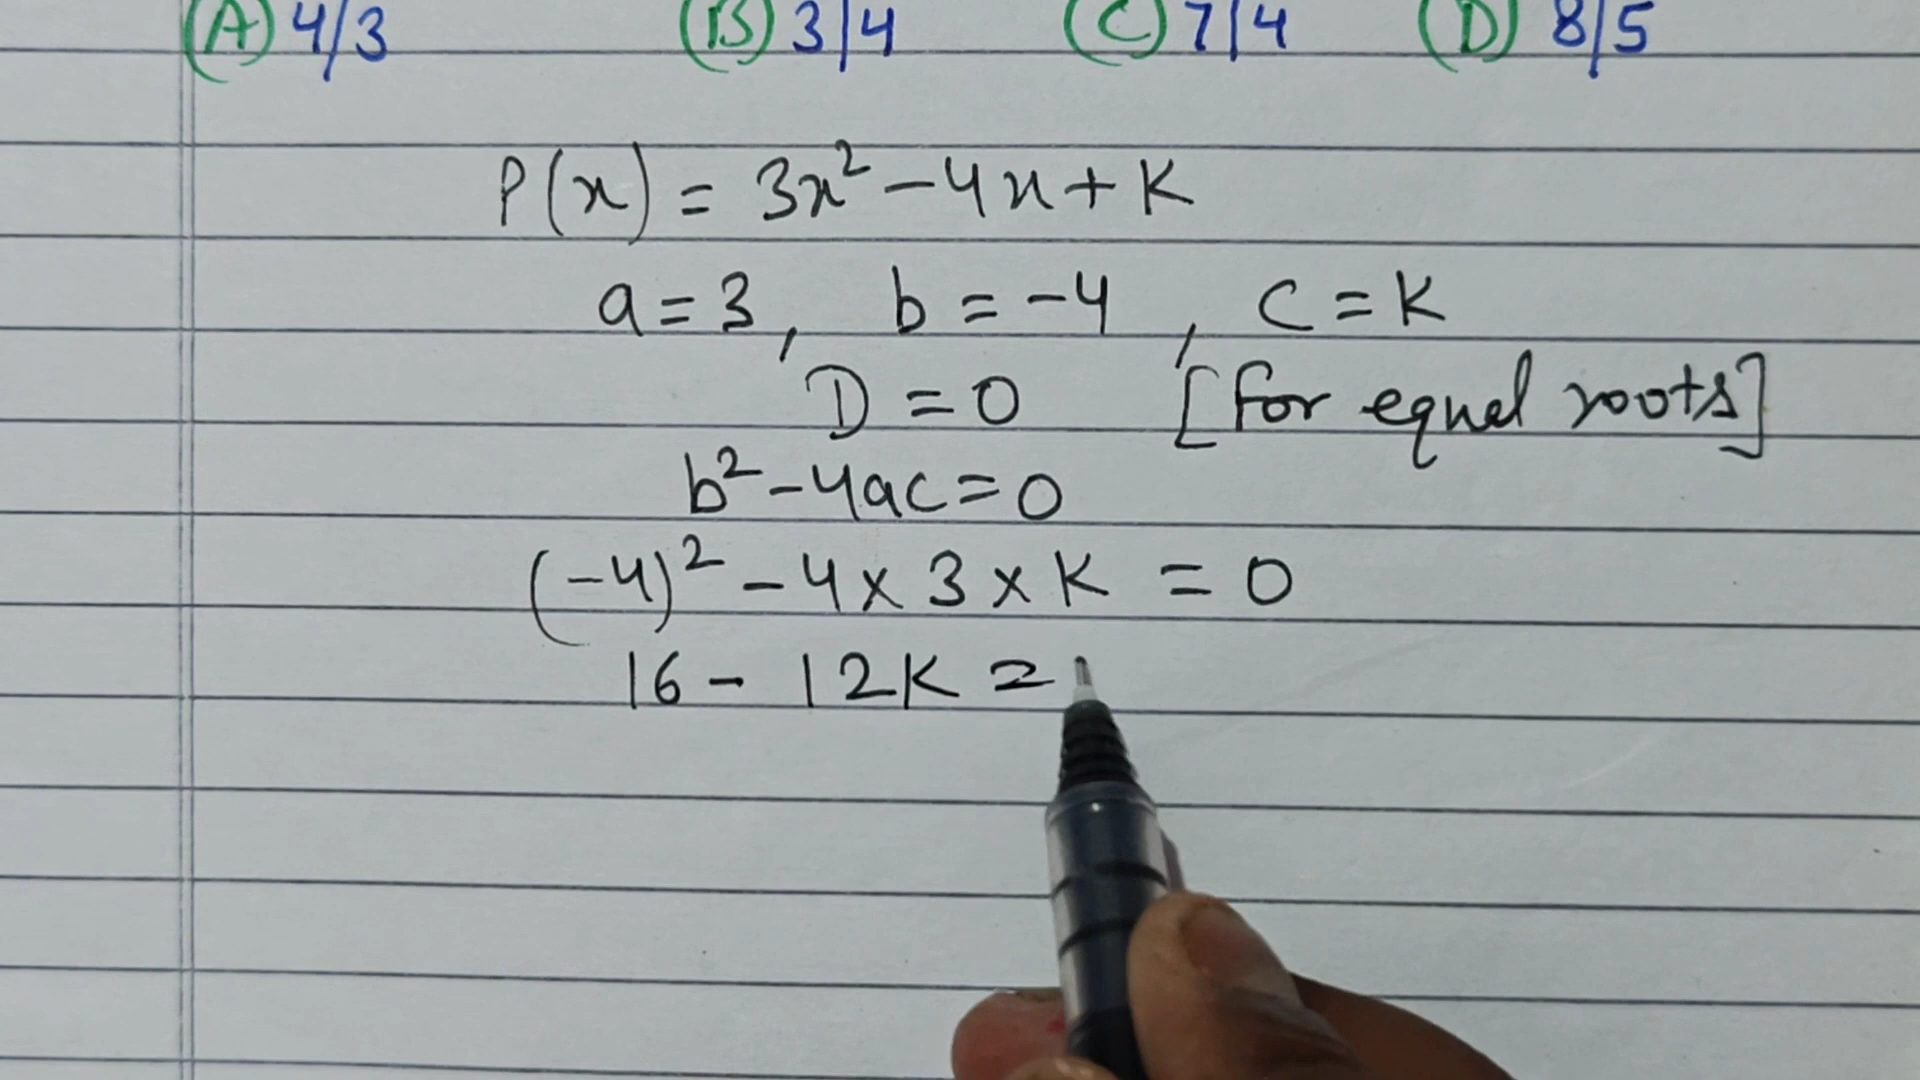 (A) 4/3 (B) 3/4 (C) 7/4 (D) 8/5
P(x) = 3x² - 4x + K
a = 3, b = -4, c = K
D = 0 [for equal roots]
b² - 4ac = 0
(-4)² - 4 × 3 × K = 0
16 - 12K =